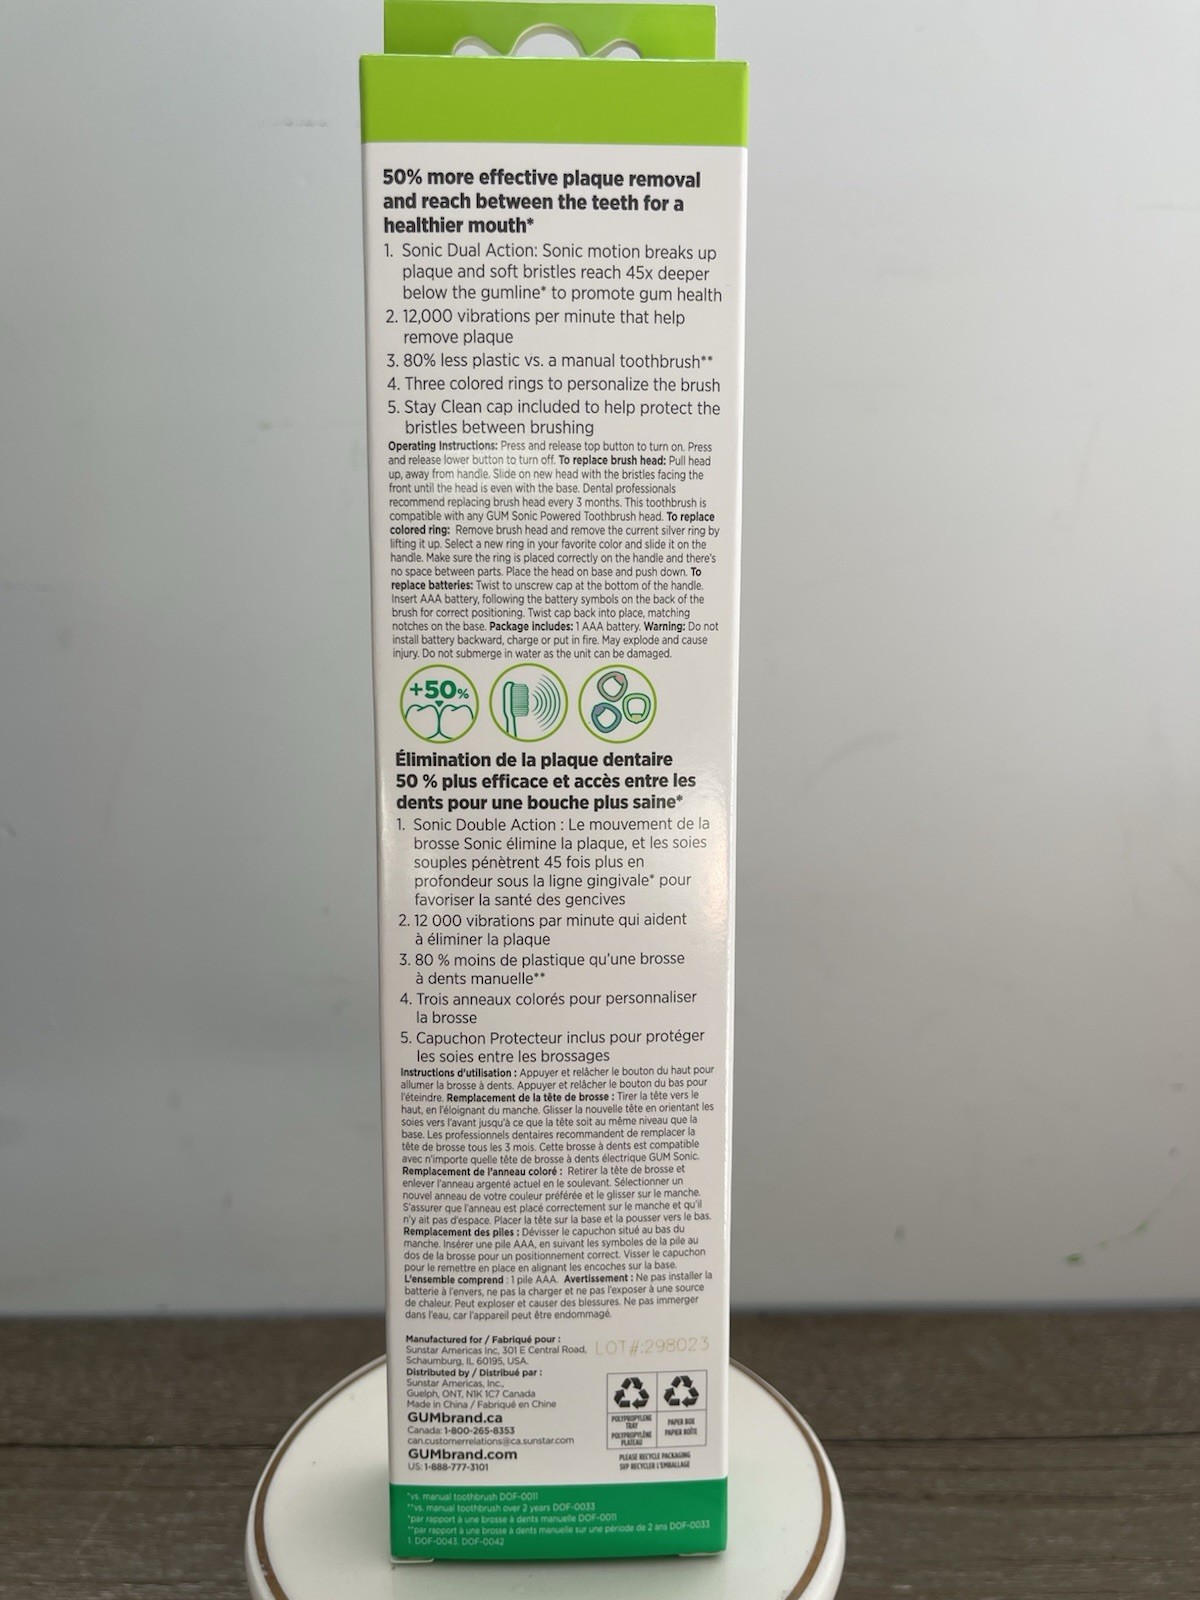 50% more effective plaque removal
and reach between the teeth for a
healthier mouth*
1. Sonic Dual Action: Sonic motion breaks up
plaque and soft bristles reach 45x deeper
below the gumline* to promote gum health
2. 12,000 vibrations per minute that help
remove plaque
3. 80% less plastic vs. a manual toothbrush**
4. Three colored rings to personalize the brush
5. Stay Clean cap included to help protect the
bristles between brushing
Operating Instructions: Press and release top button to turn on. Press
and release lower button to turn off. To replace brush head: Pull head
up, away from handle. Slide on new head with the bristles facing the
front until the head is even with the base. Dental professionals
recommend replacing brush head every 3 months. This toothbrush is
compatible with any GUM Sonic Powered Toothbrush head. To replace
colored ring: Remove brush head and remove the current silver ring by
lifting it up. Select a new ring in your favorite color and slide it on the
handle. Make sure the ring is placed correctly on the handle and there's
no space between parts. Place the head on base and push down. To
replace batteries: Twist to unscrew cap at the bottom of the handle.
Insert AAA battery, following the battery symbols on the back of the
brush for correct positioning. Twist cap back into place, matching
notches on the base. Package includes: 1 AAA battery. Warning: Do not
install battery backward, charge or put in fire. May explode and cause
injury. Do not submerge in water as the unit can be damaged.
+50%
Élimination de la plaque dentaire
50 % plus efficace et accès entre les
dents pour une bouche plus saine*
1. Sonic Double Action : Le mouvement de la
brosse Sonic élimine la plaque, et les soies
souples pénètrent 45 fois plus en
profondeur sous la ligne gingivale* pour
favoriser la santé des gencives
2. 12 000 vibrations par minute qui aident
à éliminer la plaque
3. 80 % moins de plastique qu'une brosse
à dents manuelle**
4. Trois anneaux colorés pour personnaliser
la brosse
5. Capuchon Protecteur inclus pour protéger
les soies entre les brossages
Instructions d'utilisation : Appuyer et relâcher le bouton du haut pour
allumer la brosse à dents. Appuyer et relâcher le bouton du bas pour
l'éteindre. Remplacement de la tête de brosse : Tirer la tête vers le
haut, en l'éloignant du manche. Glisser la nouvelle tête en orientant les
soies vers l'avant jusqu'à ce que la tête soit au même niveau que la
base. Les professionnels dentaires recommandent de remplacer la
tête de brosse tous les 3 mois. Cette brosse à dents est compatible
avec n'importe quelle tête de brosse à dents électrique GUM Sonic.
Remplacement de l'anneau coloré : Retirer la tête de brosse et
enlever l'anneau argenté actuel en le soulevant. Sélectionner un
nouvel anneau de votre couleur préférée et le glisser sur le manche.
S'assurer que l'anneau est placé correctement sur le manche et qu'il
n'y ait pas d'espace. Placer la tête sur la base et la pousser vers le bas.
Remplacement des piles : Dévisser le capuchon situé au bas du
manche. Insérer une pile AAA, en suivant les symboles de la pile au
dos de la brosse pour un positionnement correct. Visser le capuchon
pour le remettre en place en alignant les encoches sur la base.
L'ensemble comprend : 1 pile AAA. Avertissement : Ne pas installer la
batterie à l'envers, ne pas la charger et ne pas l'exposer à une source
de chaleur. Peut exploser et causer des blessures. Ne pas immerger
dans l'eau, car l'appareil peut être endommagé.
Manufactured for / Fabriqué pour :
Sunstar Americas Inc, 301 E Central Road,
Schaumburg, IL 60195, USA.
Distributed by / Distribué par :
Sunstar Americas, Inc.,
Guelph, ONT, N1K 1C7 Canada
Made in China / Fabriqué en Chine
GUMbrand.ca
Canada: 1-800-265-8353
can.customerrelations@ca.sunstar.com
GUMbrand.com
US: 1-888-777-3101
LOT#:298023
POLYPROPYLENE
TRAY
POLYPROPYLÈNE
PLATEAU
PAPER BOX
PAPIER BOÎTE
PLEASE RECYCLE PACKAGING
SVP RECYCLER L'EMBALLAGE
*vs. manual toothbrush DOF-0011
**vs. manual toothbrush over 2 years DOF-0033
*par rapport à une brosse à dents manuelle DOF-0011
**par rapport à une brosse à dents manuelle sur une période de 2 ans DOF-0033
1. DOF-0043, DOF-0042